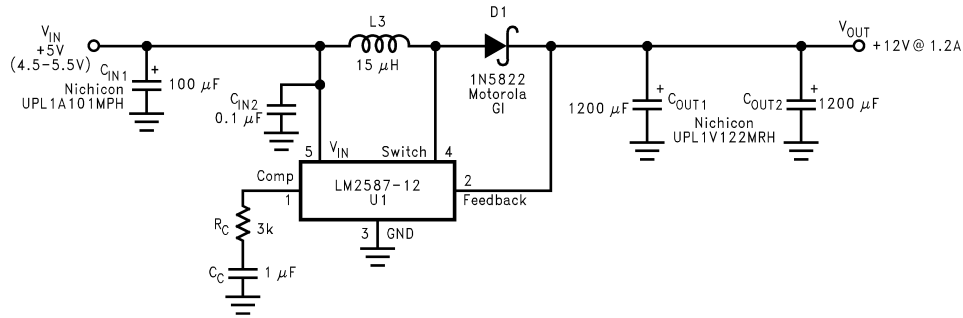 V_IN
+5V
(4.5-5.5V)
C_IN1
Nichicon
UPL1A101MPH
+
100 μF
L3
15 μH
D1
1N5822
Motorola
GI
V_OUT
+12V@ 1.2A
C_IN2
0.1 μF
1200 μF
+
C_OUT1
Nichicon
UPL1V122MRH
C_OUT2
+
1200 μF
5
V_IN
Switch
4
Comp
1
LM2587-12
U1
2
Feedback
3
GND
R_C
3k
C_C
1 μF